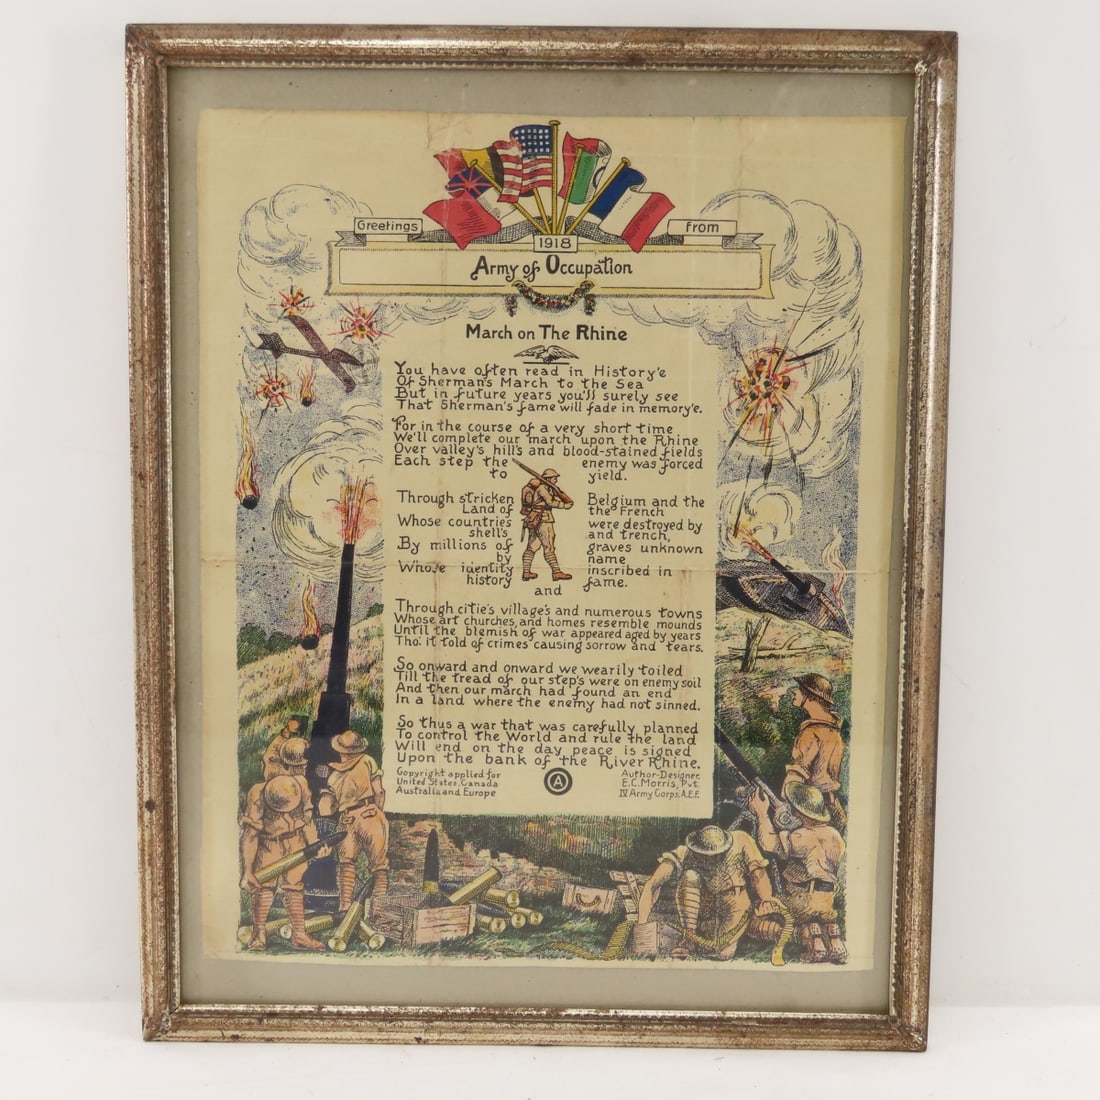 Greetings
from
1918
Army of Occupation
March on The Rhine
You have often read in History'e
Of Sherman's March to the Sea
But in future years you'll surely see
That Sherman's fame will fade in memory'e.
For in the course of a very short time
We'll complete our march upon the Rhine
Over valley's hill's and blood-stained fields
Each step the enemy was forced
to yield.
Through stricken Belgium and the
Land of the French
Whose countries were destroyed by
shell's and trench,
By millions of graves unknown
by name
Whose identity inscribed in
history and fame.
Through citie's village's and numerous towns
Whose art churches, and homes resemble mounds
Until the blemish of war appeared aged by years
Tho: it told of crimes causing sorrow and tears.
So onward and onward we wearily toiled
Till the tread of our step's were on enemy soil
And then our march had found an end
In a land where the enemy had not sinned.
So thus a war that was carefully planned
To control the World and rule the land
Will end on the day peace is signed
Upon the bank of the River Rhine.
Copyright applied for
United States, Canada
Australia and Europe
A
Author-Designer
E.C. Morris, Pvt.
IV Army Corps, A.E.F.